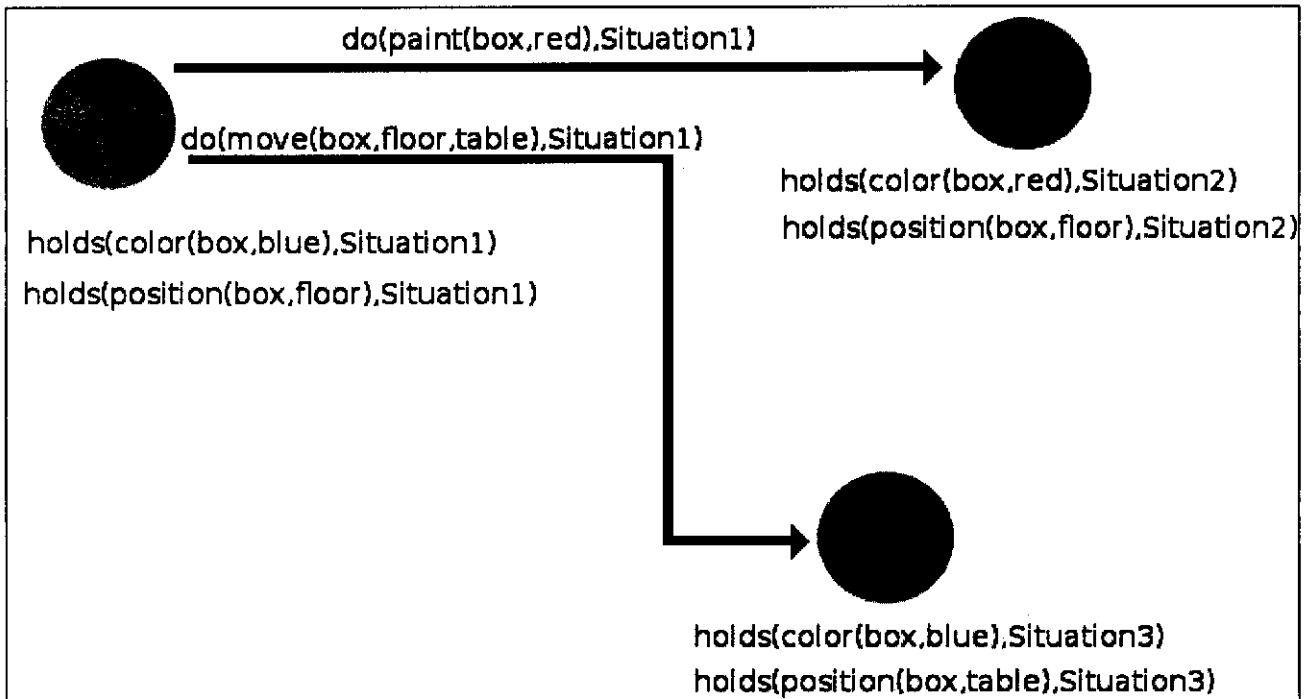 do(paint(box,red),Situation1)
do(move(box,floor,table),Situation1)
holds(color(box,red),Situation2)
holds(position(box,floor),Situation2)
holds(color(box,blue),Situation1)
holds(position(box,floor),Situation1)
holds(color(box,blue),Situation3)
holds(position(box,table),Situation3)